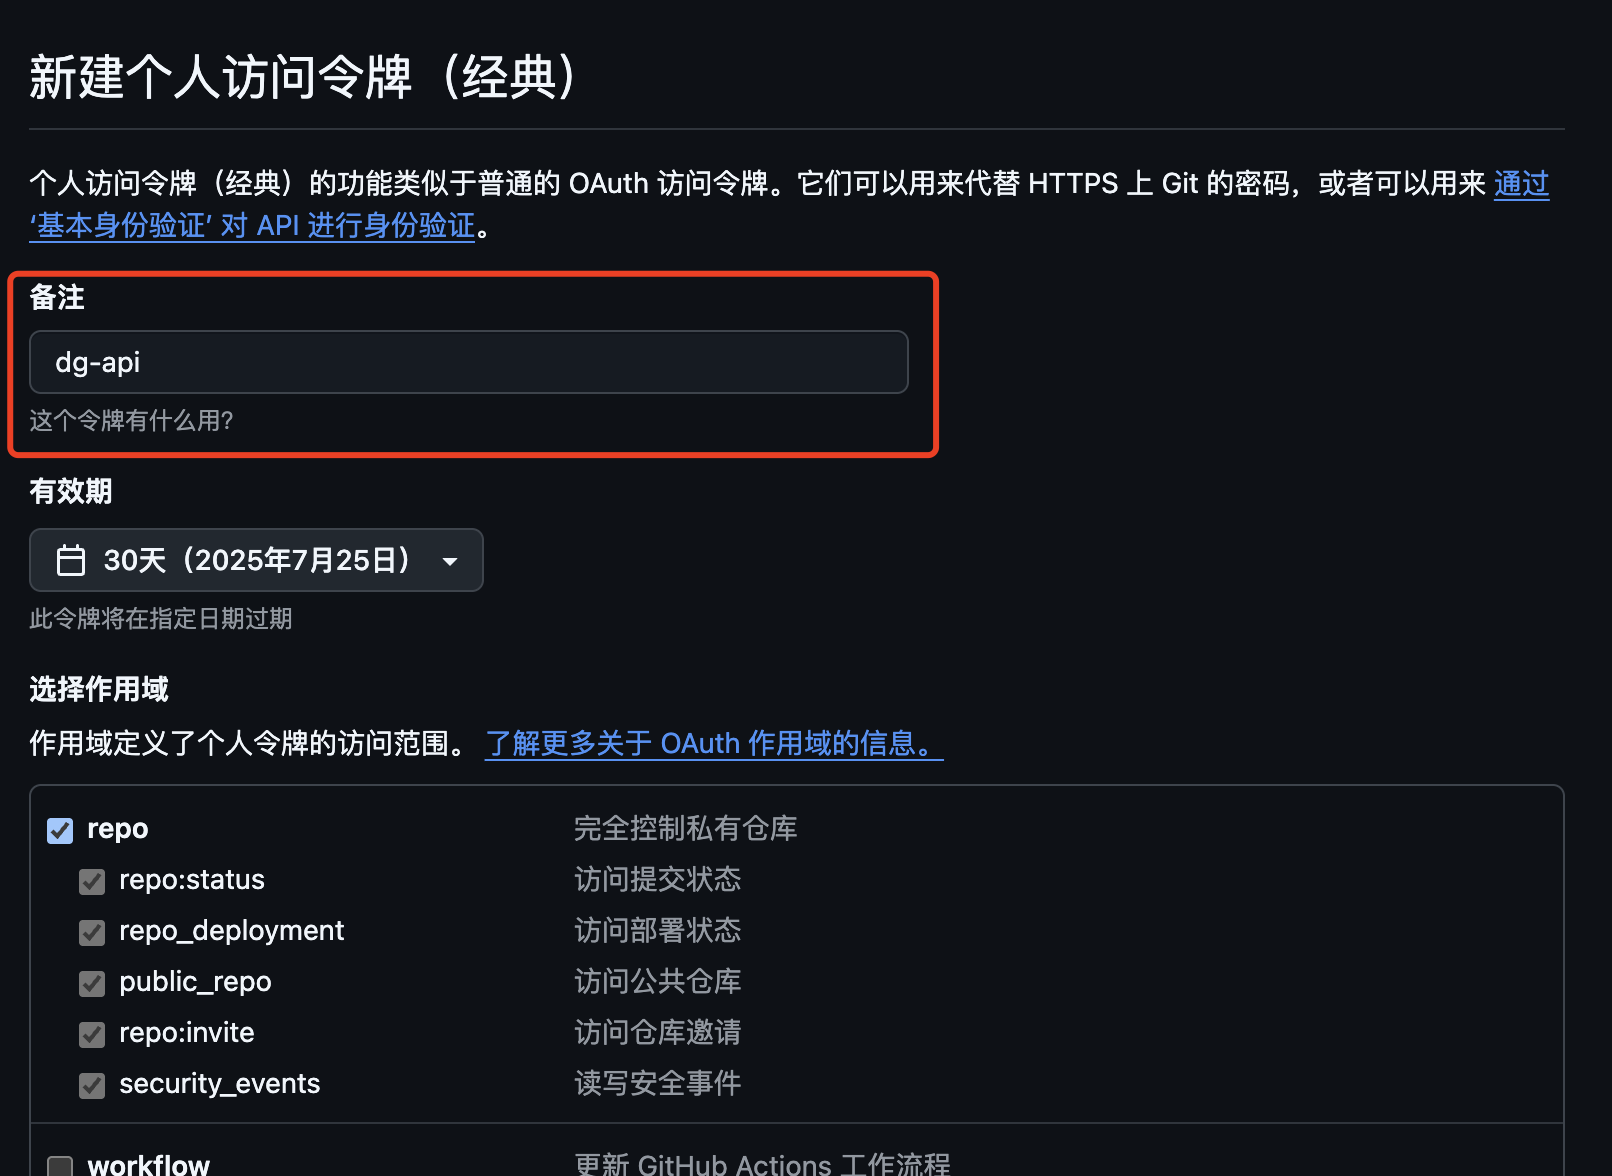 新建个人访问令牌（经典）
个人访问令牌（经典）的功能类似于普通的 OAuth 访问令牌。它们可以用来代替 HTTPS 上 Git 的密码，或者可以用来 通过
‘基本身份验证’ 对 API 进行身份验证。
备注
dg-api
这个令牌有什么用?
有效期
30天（2025年7月25日）
此令牌将在指定日期过期
选择作用域
作用域定义了个人令牌的访问范围。 了解更多关于 OAuth 作用域的信息。
repo 完全控制私有仓库
repo:status 访问提交状态
repo_deployment 访问部署状态
public_repo 访问公共仓库
repo:invite 访问仓库邀请
security_events 读写安全事件
workflow 更新 GitHub Actions 工作流程